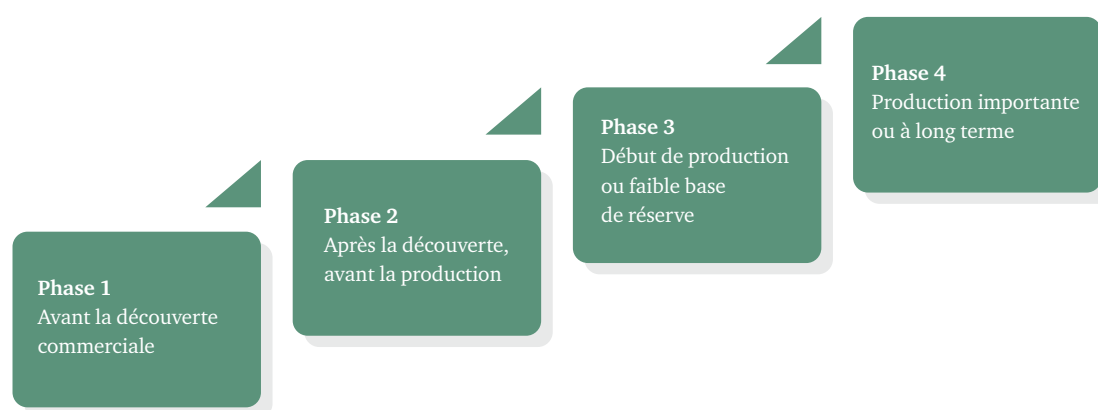 Phase 1
Avant la découverte
commerciale
Phase 2
Après la découverte,
avant la production
Phase 3
Début de production
ou faible base
de réserve
Phase 4
Production importante
ou à long terme